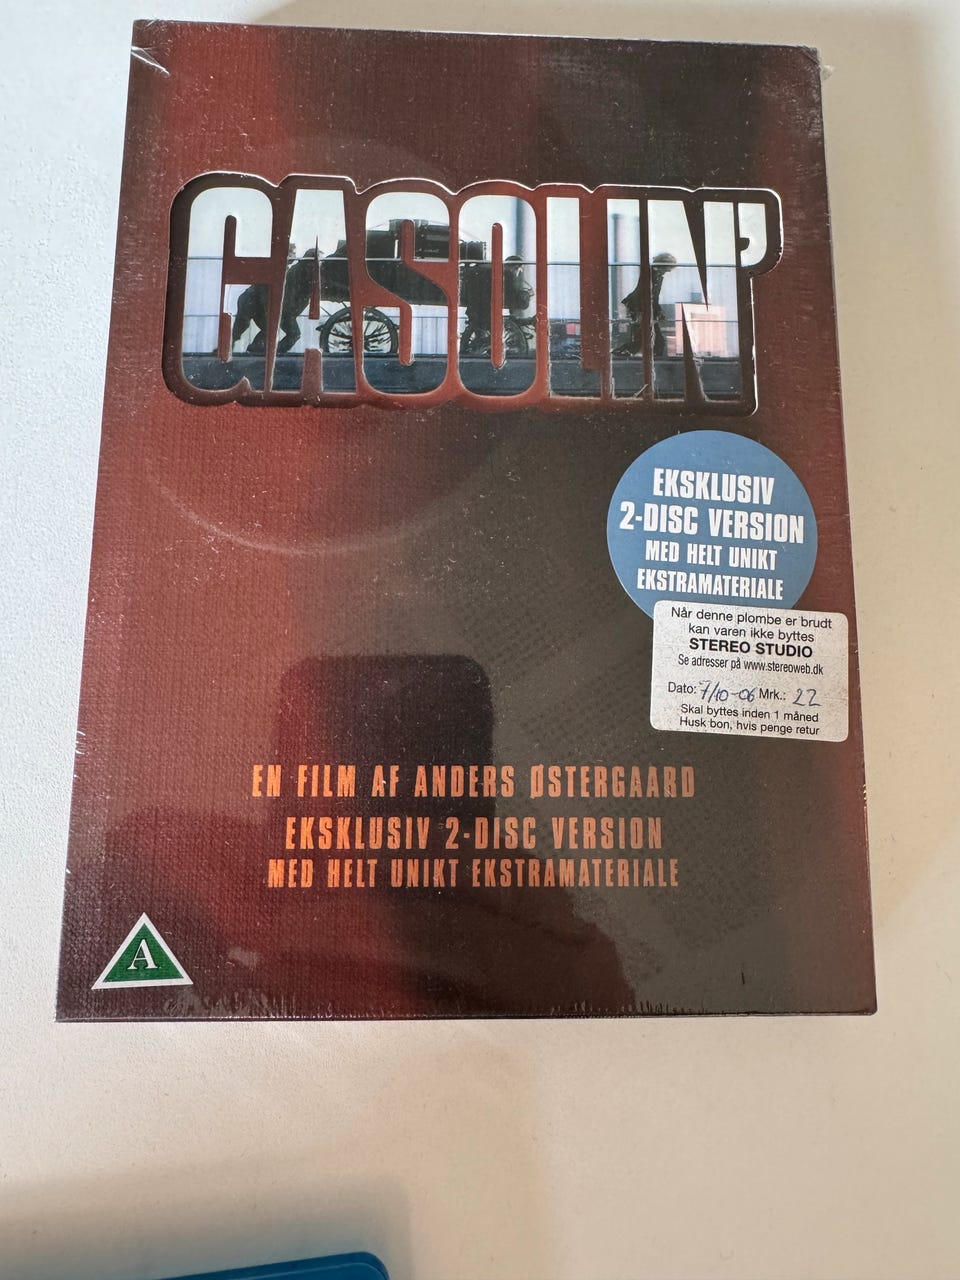 GASOLIN'
EKSKLUSIV
2-DISC VERSION
MED HELT UNIKT
EKSTRAMATERIALE
Når denne plombe er brudt
kan varen ikke byttes
STEREO STUDIO
Se adresser på www.stereoweb.dk
Dato: 7/10-06 Mrk.: 22
Skal byttes inden 1 måned
Husk bon, hvis penge retur
EN FILM AF ANDERS ØSTERGAARD
EKSKLUSIV 2-DISC VERSION
MED HELT UNIKT EKSTRAMATERIALE
A